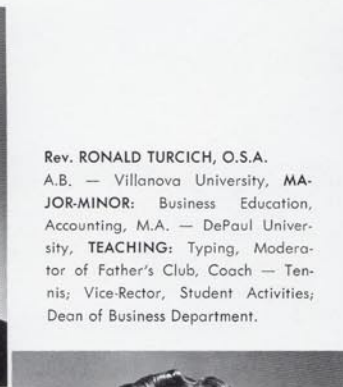 Rev. RONALD TURCICH, O.S.A.
A.B. — Villanova University, MA-
JOR-MINOR: Business Education,
Accounting, M.A. — DePaul Univer-
sity, TEACHING: Typing, Modera-
tor of Father's Club, Coach — Ten-
nis; Vice-Rector, Student Activities;
Dean of Business Department.